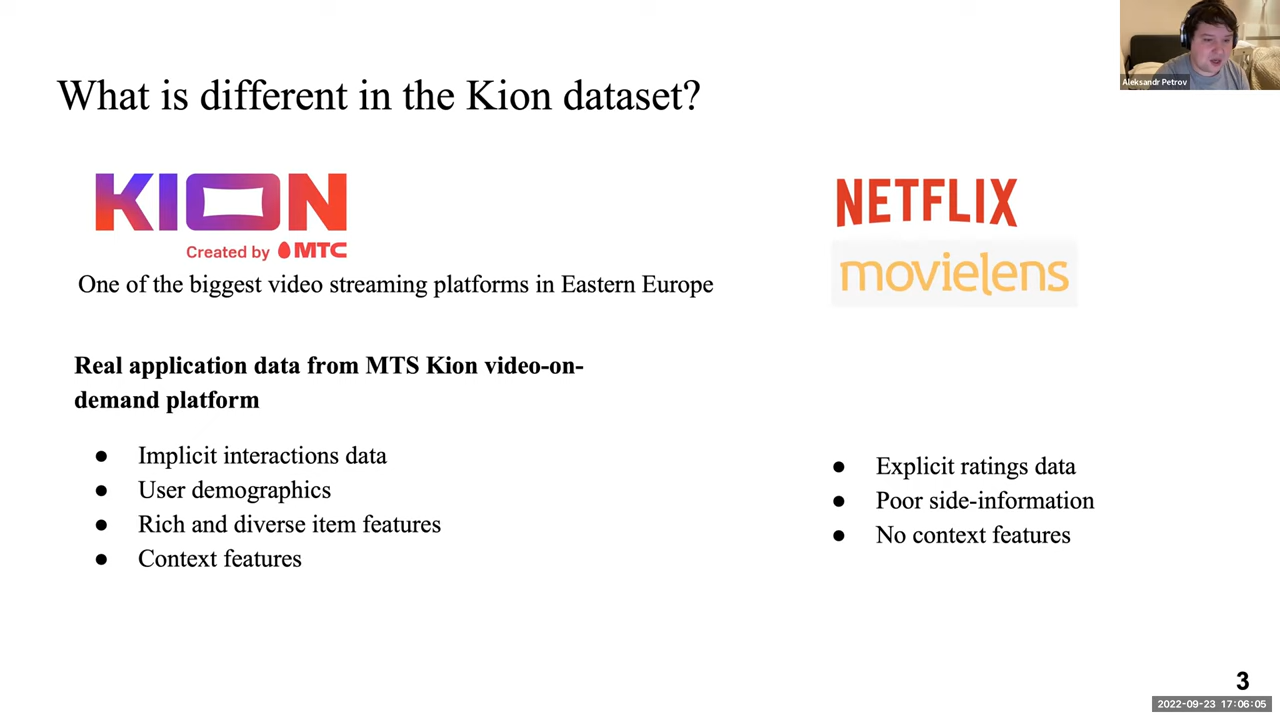 Aleksandr Petrov
What is different in the Kion dataset?
KION
Created by МТС
One of the biggest video streaming platforms in Eastern Europe
NETFLIX
movielens
Real application data from MTS Kion video-on-
demand platform
● Implicit interactions data
● User demographics
● Rich and diverse item features
● Context features
● Explicit ratings data
● Poor side-information
● No context features
3
2022-09-23 17:06:05